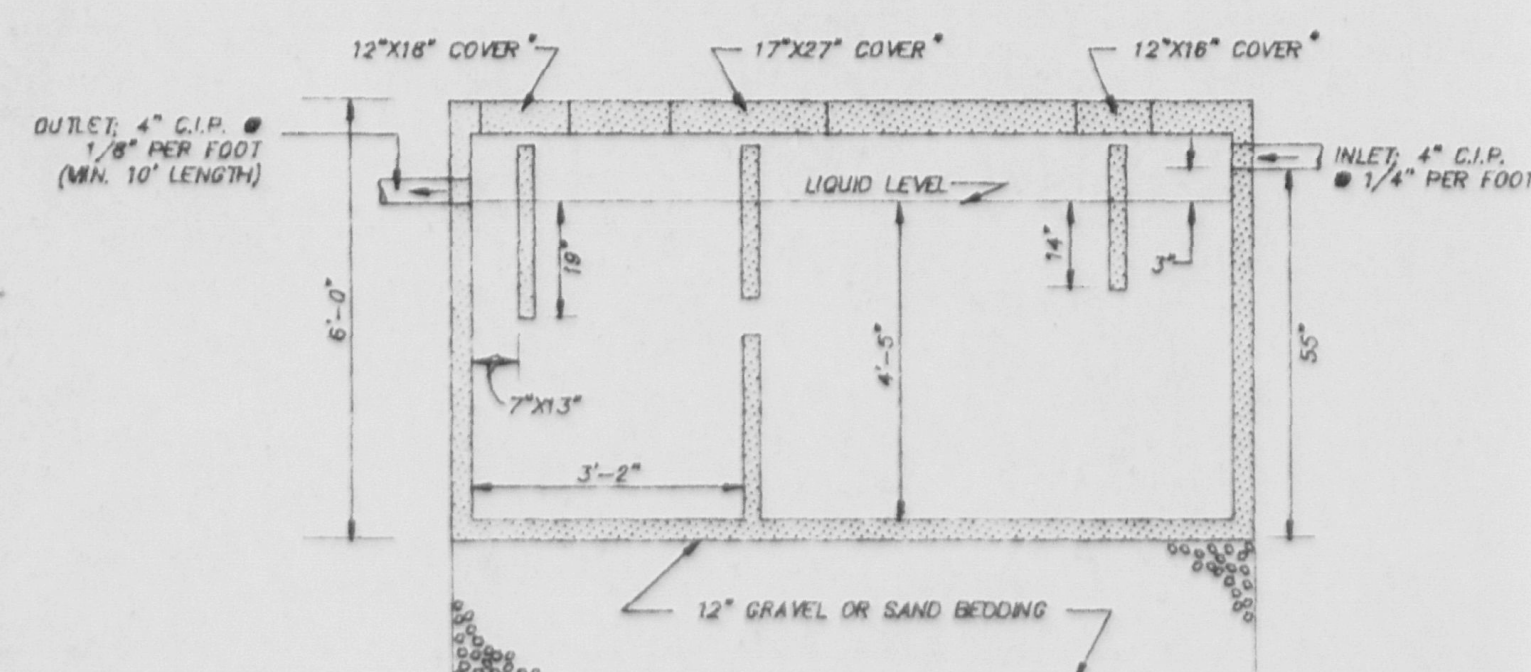 12"X18" COVER *
17"X27" COVER *
12"X16" COVER *
OUTLET; 4" C.I.P. @
1/8" PER FOOT
(MIN. 10' LENGTH)
INLET; 4" C.I.P.
@ 1/4" PER FOOT
LIQUID LEVEL
19"
14"
3"
6'-0"
4'-5"
55"
7"X13"
3'-2"
12" GRAVEL OR SAND BEDDING